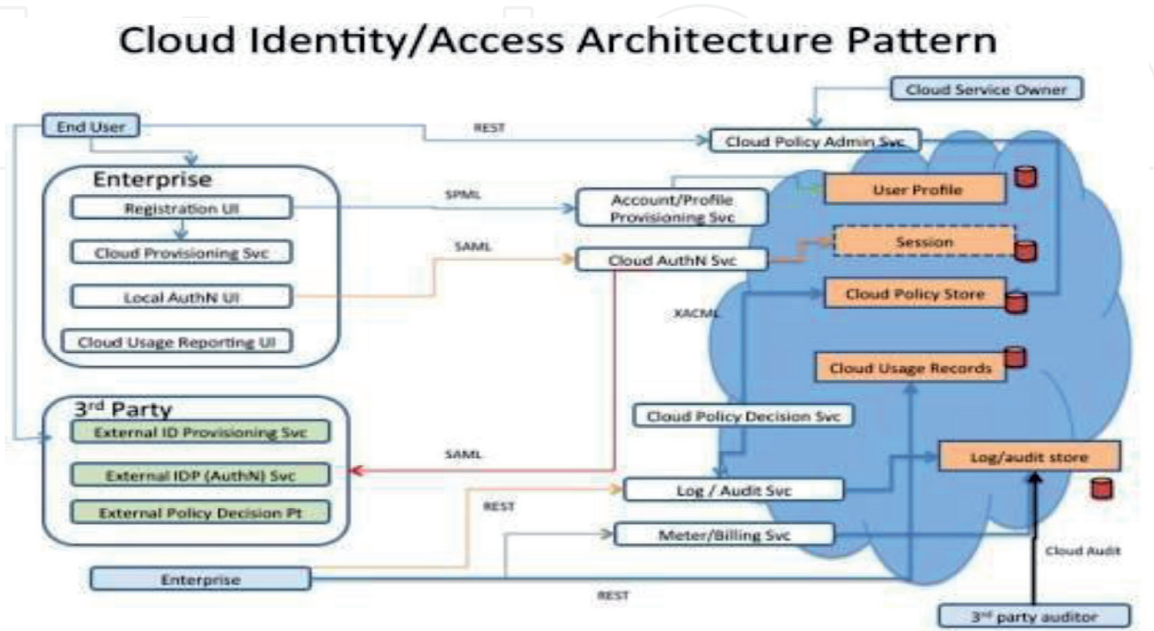 Cloud Identity/Access Architecture Pattern
Cloud Service Owner
End User
REST
Cloud Policy Admin Svc
Enterprise
Registration UI
Cloud Provisioning Svc
Local AuthN UI
Cloud Usage Reporting UI
SPML
Account/Profile
Provisioning Svc
SAML
Cloud AuthN Svc
User Profile
Session
Cloud Policy Store
XACML
Cloud Usage Records
Cloud Policy Decision Svc
3rd Party
External ID Provisioning Svc
External IDP (AuthN) Svc
External Policy Decision Pt
SAML
Log/audit store
Log / Audit Svc
REST
Meter/Billing Svc
Cloud Audit
Enterprise
REST
3rd party auditor